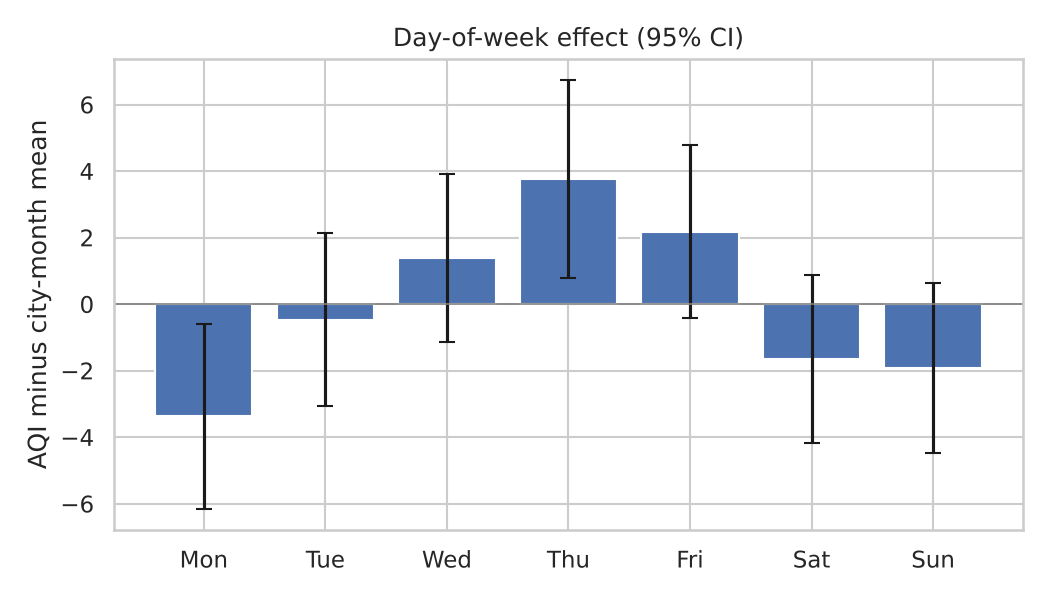 Day-of-week effect (95% CI)
AQI minus city-month mean
6
4
2
0
−2
−4
−6
Mon Tue Wed Thu Fri Sat Sun